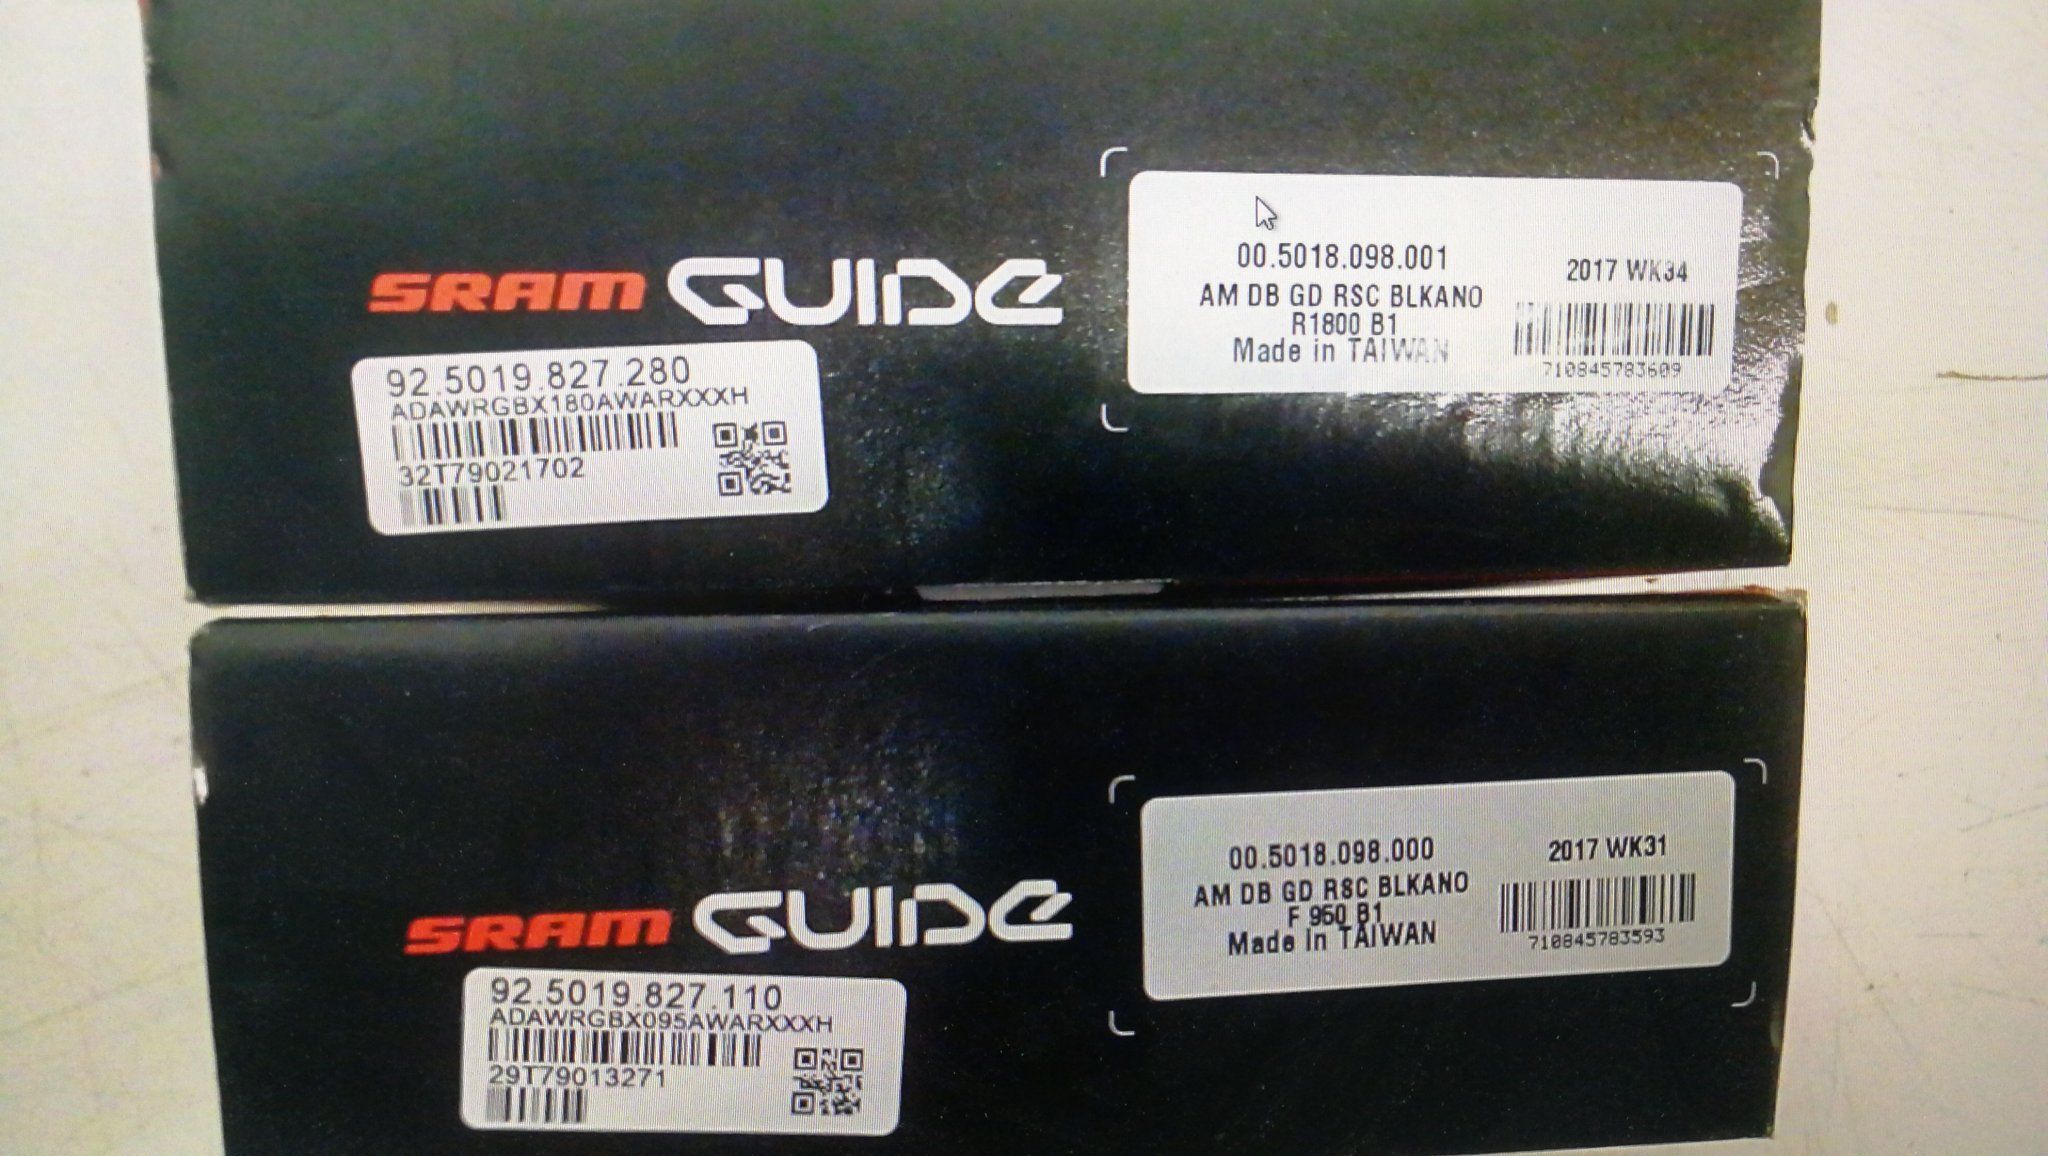 SRAM GUIDE
00.5018.098.001
AM DB GD RSC BLKANO
R1800 B1
Made in TAIWAN
2017 WK34
710845783609
92.5019.827.280
ADAWRGBX180AWARXXXH
32T79021702
SRAM GUIDE
00.5018.098.000
AM DB GD RSC BLKANO
F 950 B1
Made in TAIWAN
2017 WK31
710845783593
92.5019.827.110
ADAWRGBX095AWARXXXH
29T79013271